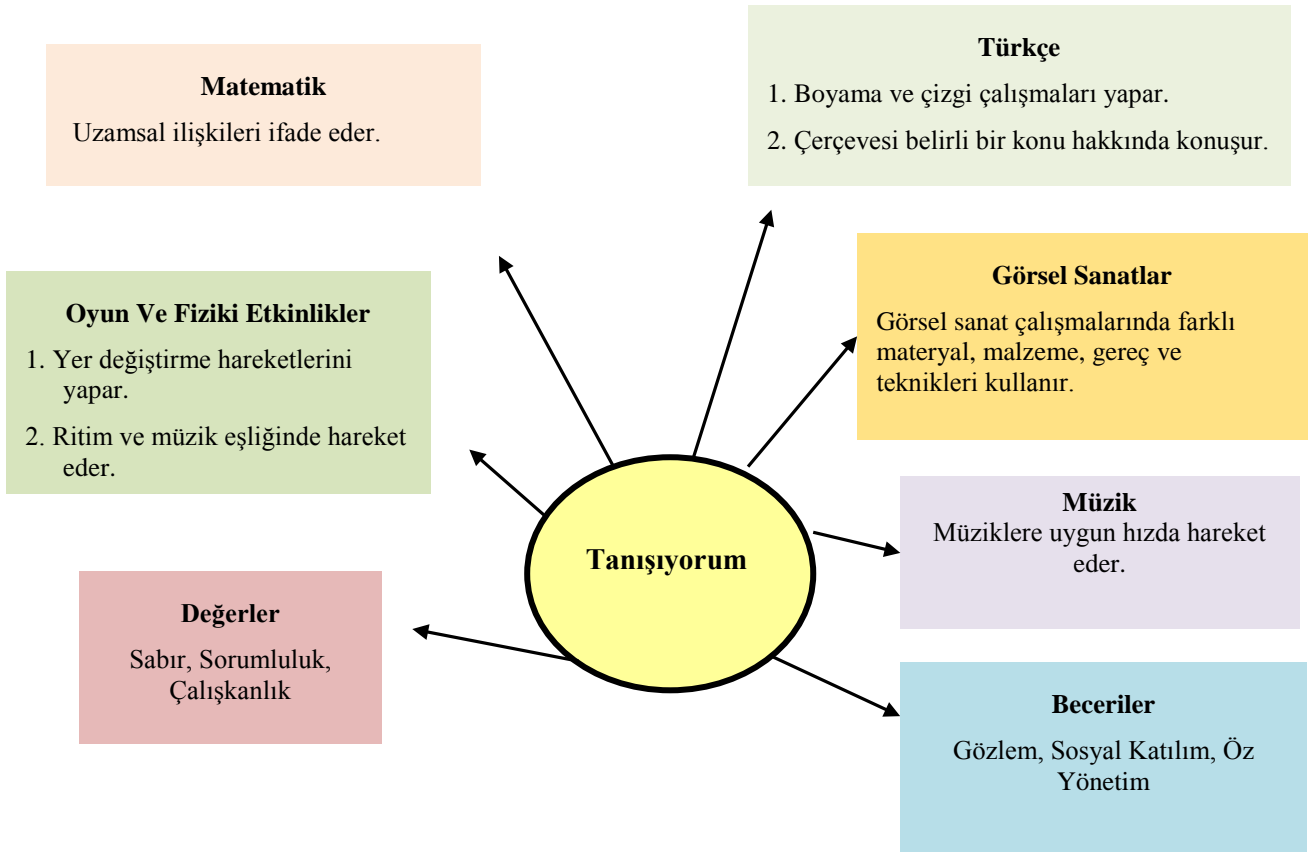 Matematik
Uzamsal ilişkileri ifade eder.
Türkçe
1. Boyama ve çizgi çalışmaları yapar.
2. Çerçevesi belirli bir konu hakkında konuşur.
Oyun Ve Fiziki Etkinlikler
1. Yer değiştirme hareketlerini
yapar.
2. Ritim ve müzik eşliğinde hareket
eder.
Görsel Sanatlar
Görsel sanat çalışmalarında farklı
materyal, malzeme, gereç ve
teknikleri kullanır.
Tanışıyorum
Müzik
Müziklere uygun hızda hareket
eder.
Değerler
Sabır, Sorumluluk,
Çalışkanlık
Beceriler
Gözlem, Sosyal Katılım, Öz
Yönetim